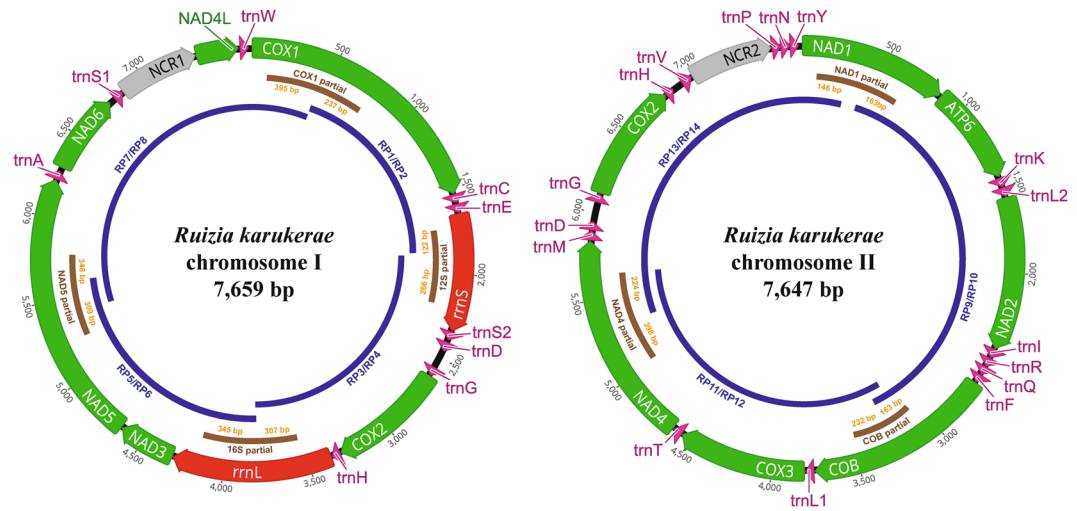 NAD4L
trnW
COX1
500
1,000
1,500
trnC
trnE
rrnS
2,000
trnS2
trnD
2,500
trnG
COX2
3,000
trnH
3,500
rrnL
4,000
NAD3
4,500
NAD5
5,000
5,500
6,000
trnA
NAD6
6,500
trnS1
NCR1
7,000
COX1 partial
395 bp
237 bp
RP1/RP2
12S partial
122 bp
266 bp
RP3/RP4
16S partial
345 bp
307 bp
RP5/RP6
NAD5 partial
348 bp
309 bp
RP7/RP8
Ruizia karukerae
chromosome I
7,659 bp
trnP
trnN
trnY
NAD1
ATP6
1,000
trnK
1,500
trnL2
NAD2
trnI
trnR
trnQ
trnF
COB
3,500
trnL1
COX3
4,000
4,500
trnT
NAD4
5,000
5,500
trnM
trnD
6,000
trnG
COX2
6,500
trnH
trnV
7,000
NCR2
NAD1 partial
146 bp
163bp
RP9/RP10
COB partial
232 bp
163 bp
RP11/RP12
NAD4 partial
224 bp
398 bp
RP13/RP14
Ruizia karukerae
chromosome II
7,647 bp